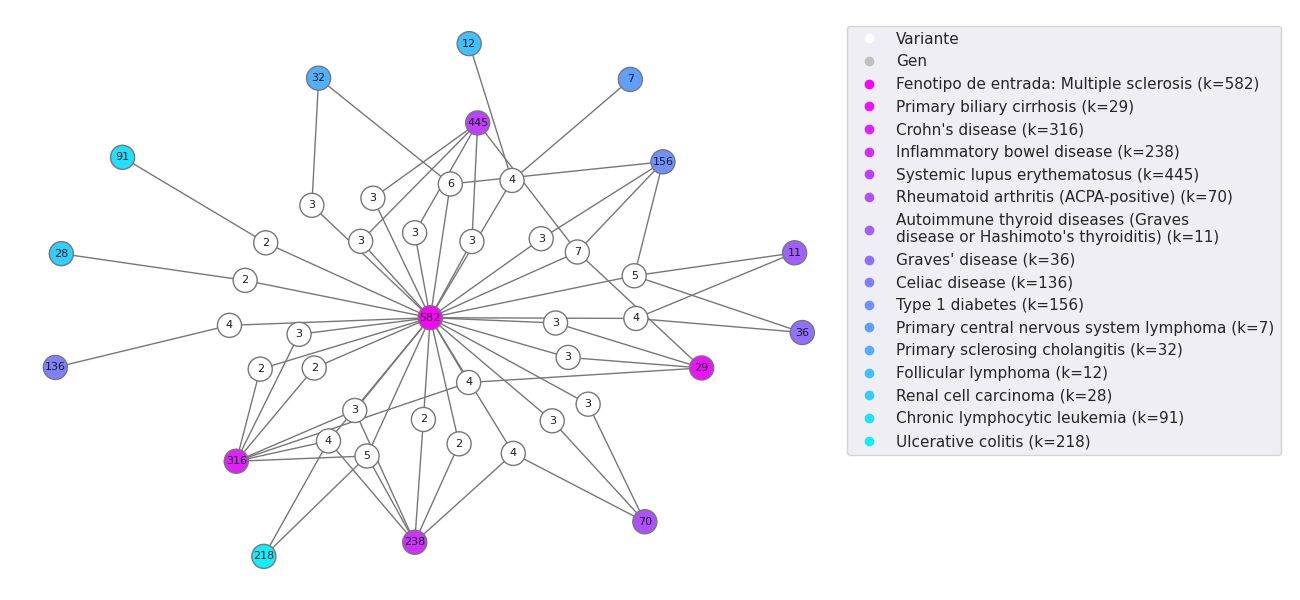 12
32
7
445
91
156
6
4
3
3
3
3
3
3
2
7
11
28
2
5
582
4
3
4
36
3
136
2
2
3
29
4
3
3
2
3
4
2
5
4
316
70
238
218
Variante
Gen
Fenotipo de entrada: Multiple sclerosis (k=582)
Primary biliary cirrhosis (k=29)
Crohn's disease (k=316)
Inflammatory bowel disease (k=238)
Systemic lupus erythematosus (k=445)
Rheumatoid arthritis (ACPA-positive) (k=70)
Autoimmune thyroid diseases (Graves
disease or Hashimoto's thyroiditis) (k=11)
Graves' disease (k=36)
Celiac disease (k=136)
Type 1 diabetes (k=156)
Primary central nervous system lymphoma (k=7)
Primary sclerosing cholangitis (k=32)
Follicular lymphoma (k=12)
Renal cell carcinoma (k=28)
Chronic lymphocytic leukemia (k=91)
Ulcerative colitis (k=218)